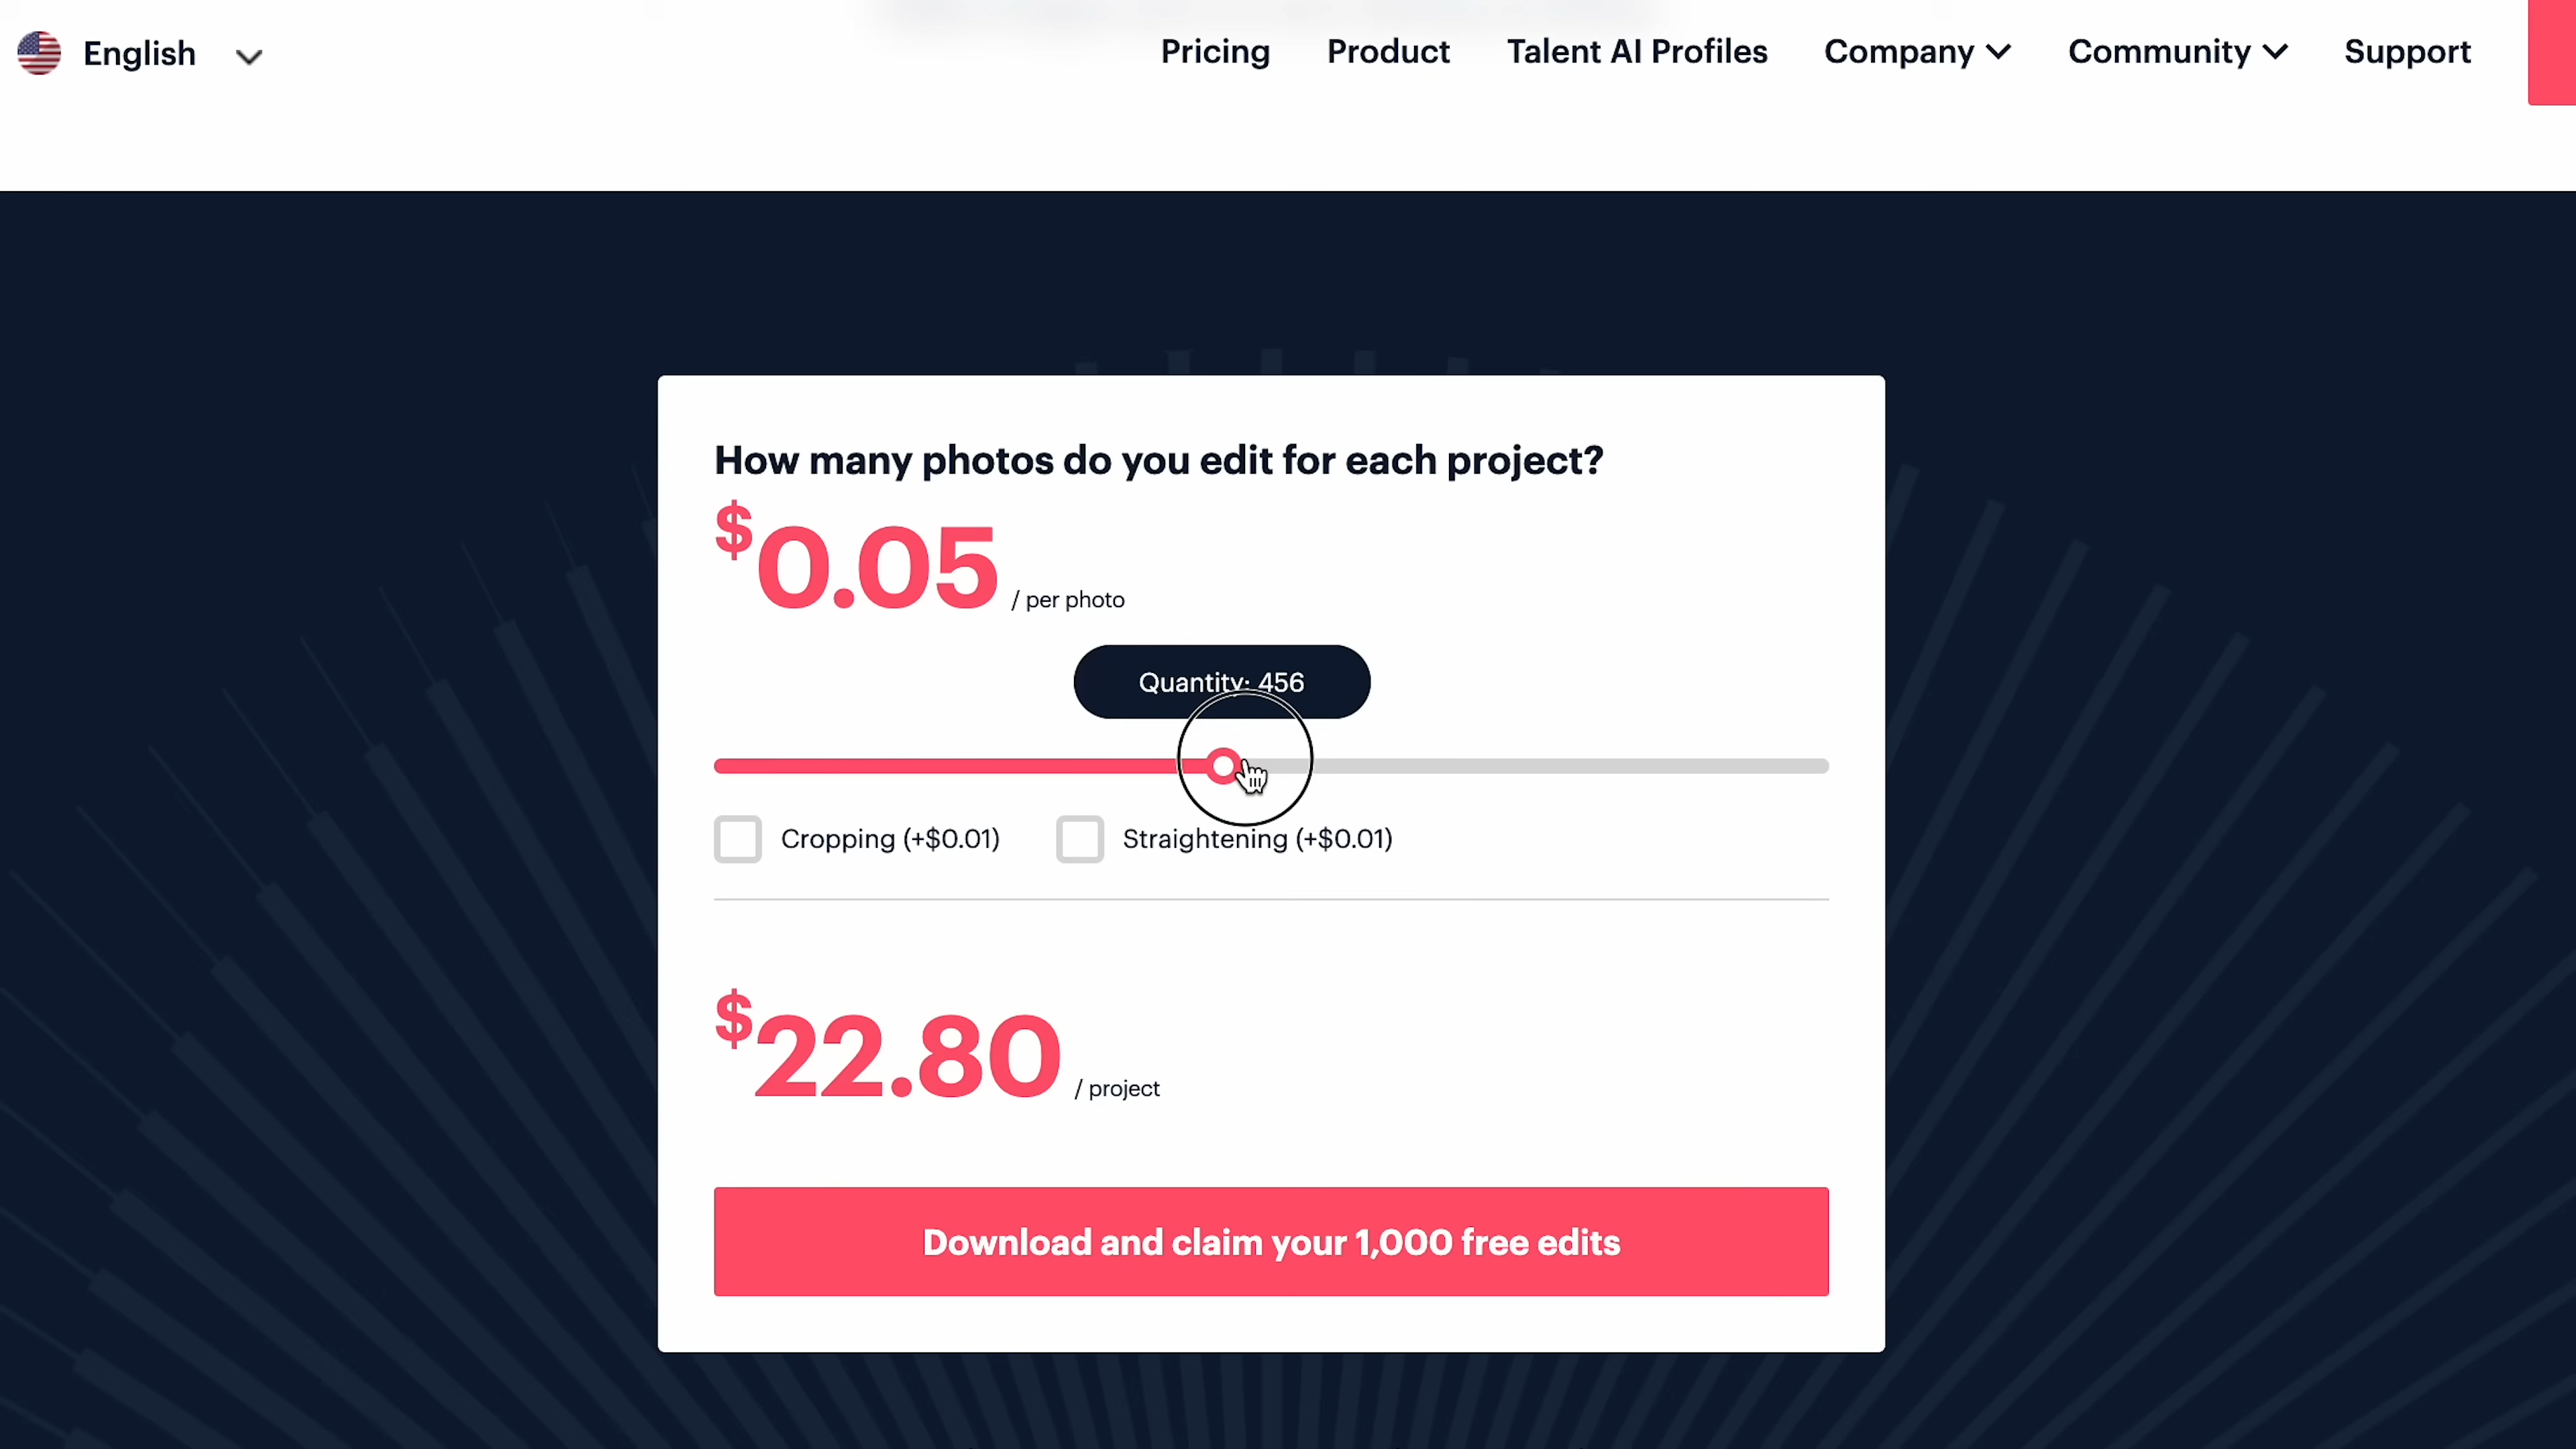 English
Pricing Product Talent AI Profiles Company Community Support
How many photos do you edit for each project?
$0.05 / per photo
Quantity: 456
Cropping (+$0.01) Straightening (+$0.01)
$22.80 / project
Download and claim your 1,000 free edits